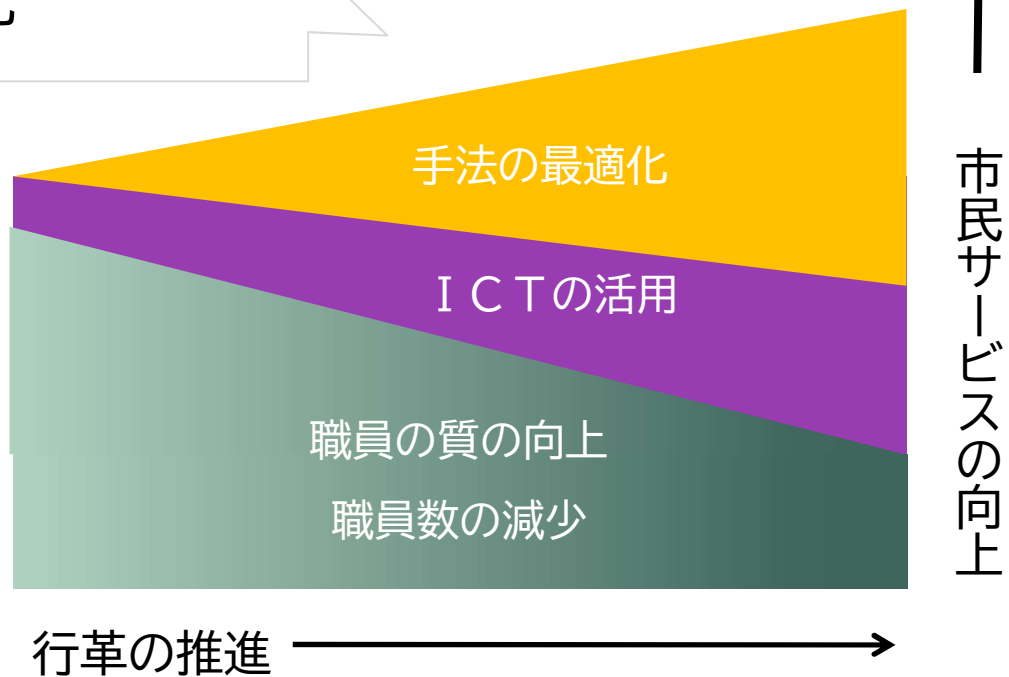 手法の最適化
ＩＣＴの活用
職員の質の向上
職員数の減少
行革の推進
市民サービスの向上